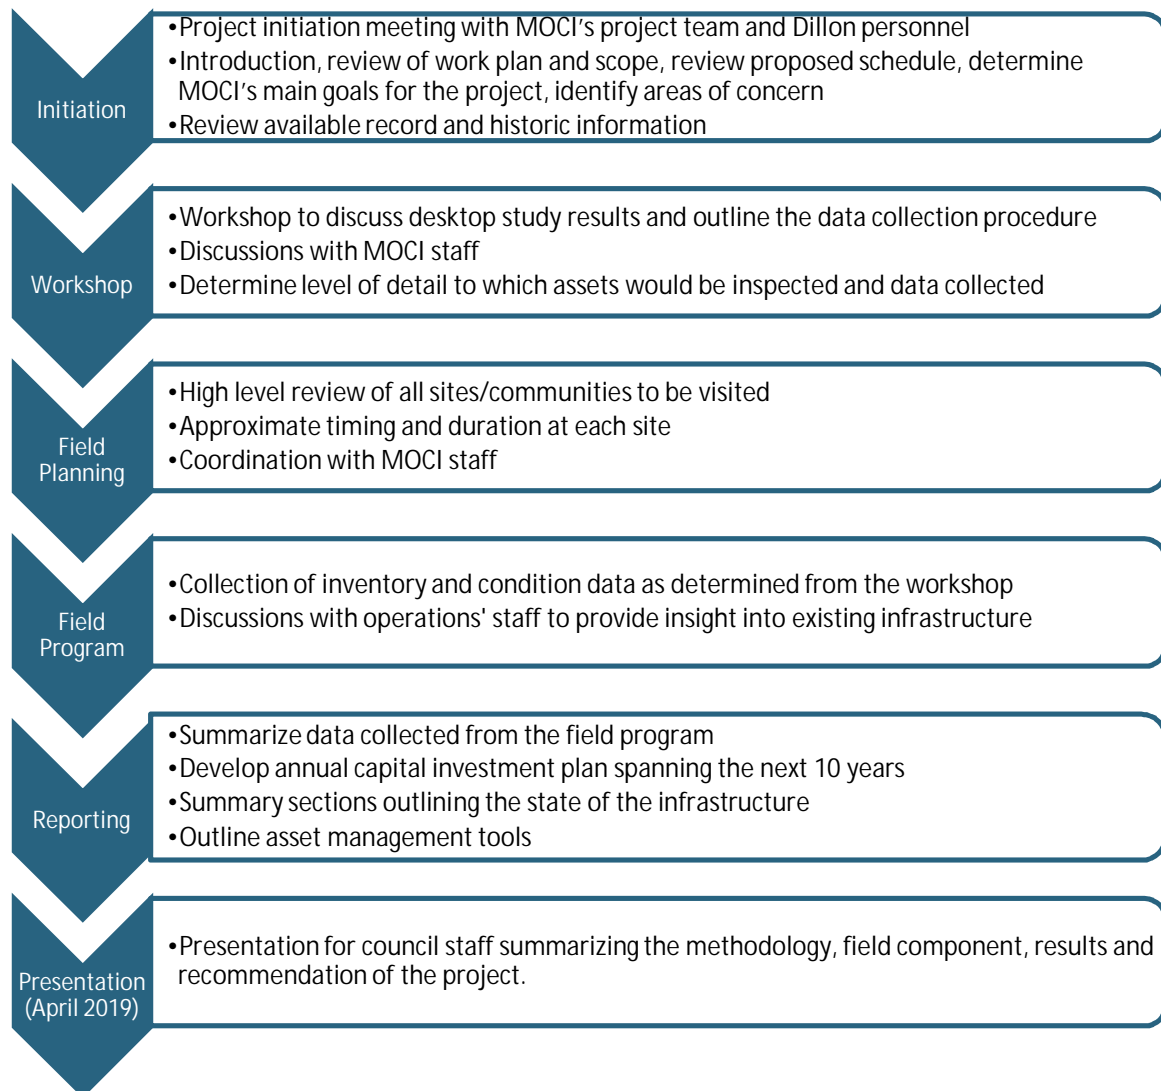 Initiation
•Project initiation meeting with MOCI's project team and Dillon personnel
•Introduction, review of work plan and scope, review proposed schedule, determine
MOCI's main goals for the project, identify areas of concern
•Review available record and historic information
Workshop
•Workshop to discuss desktop study results and outline the data collection procedure
•Discussions with MOCI staff
•Determine level of detail to which assets would be inspected and data collected
Field
Planning
•High level review of all sites/communities to be visited
•Approximate timing and duration at each site
•Coordination with MOCI staff
Field
Program
•Collection of inventory and condition data as determined from the workshop
•Discussions with operations' staff to provide insight into existing infrastructure
Reporting
•Summarize data collected from the field program
•Develop annual capital investment plan spanning the next 10 years
•Summary sections outlining the state of the infrastructure
•Outline asset management tools
Presentation
(April 2019)
•Presentation for council staff summarizing the methodology, field component, results and
recommendation of the project.